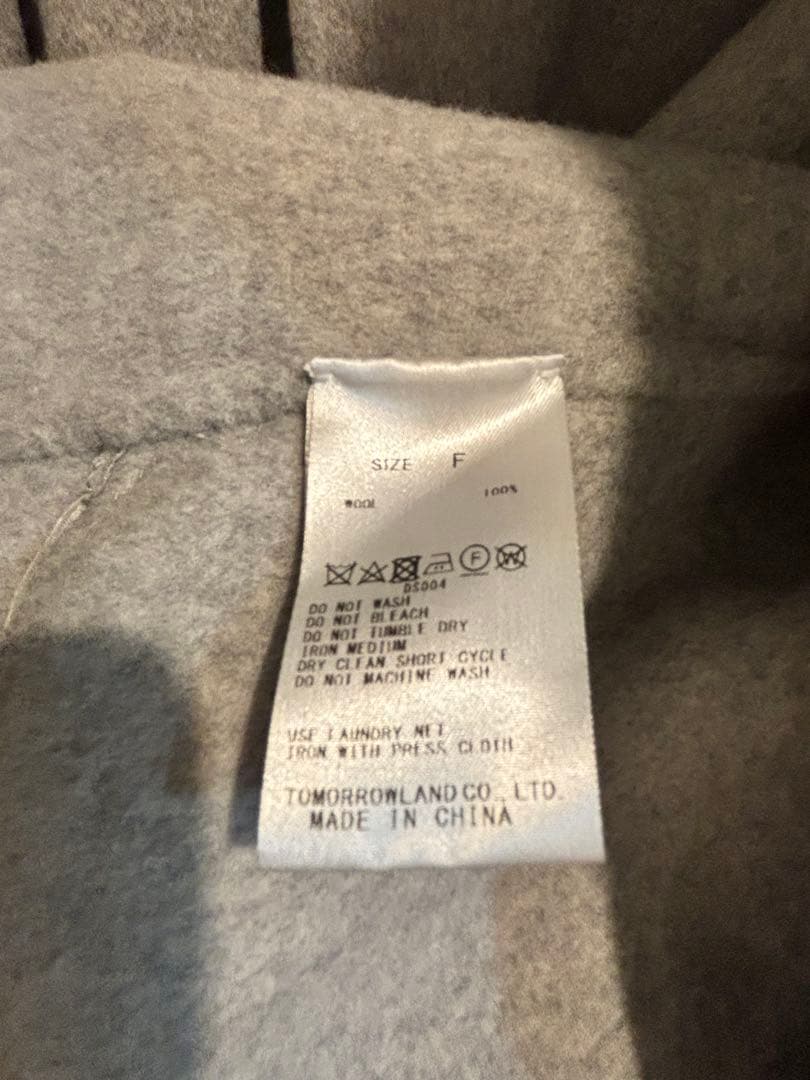 SIZE F
WOOL 100%
F W
DS004
DO NOT WASH
DO NOT BLEACH
DO NOT TUMBLE DRY
IRON MEDIUM
DRY CLEAN SHORT CYCLE
DO NOT MACHINE WASH
USE LAUNDRY NET
IRON WITH PRESS CLOTH
TOMORROWLAND CO., LTD.
MADE IN CHINA